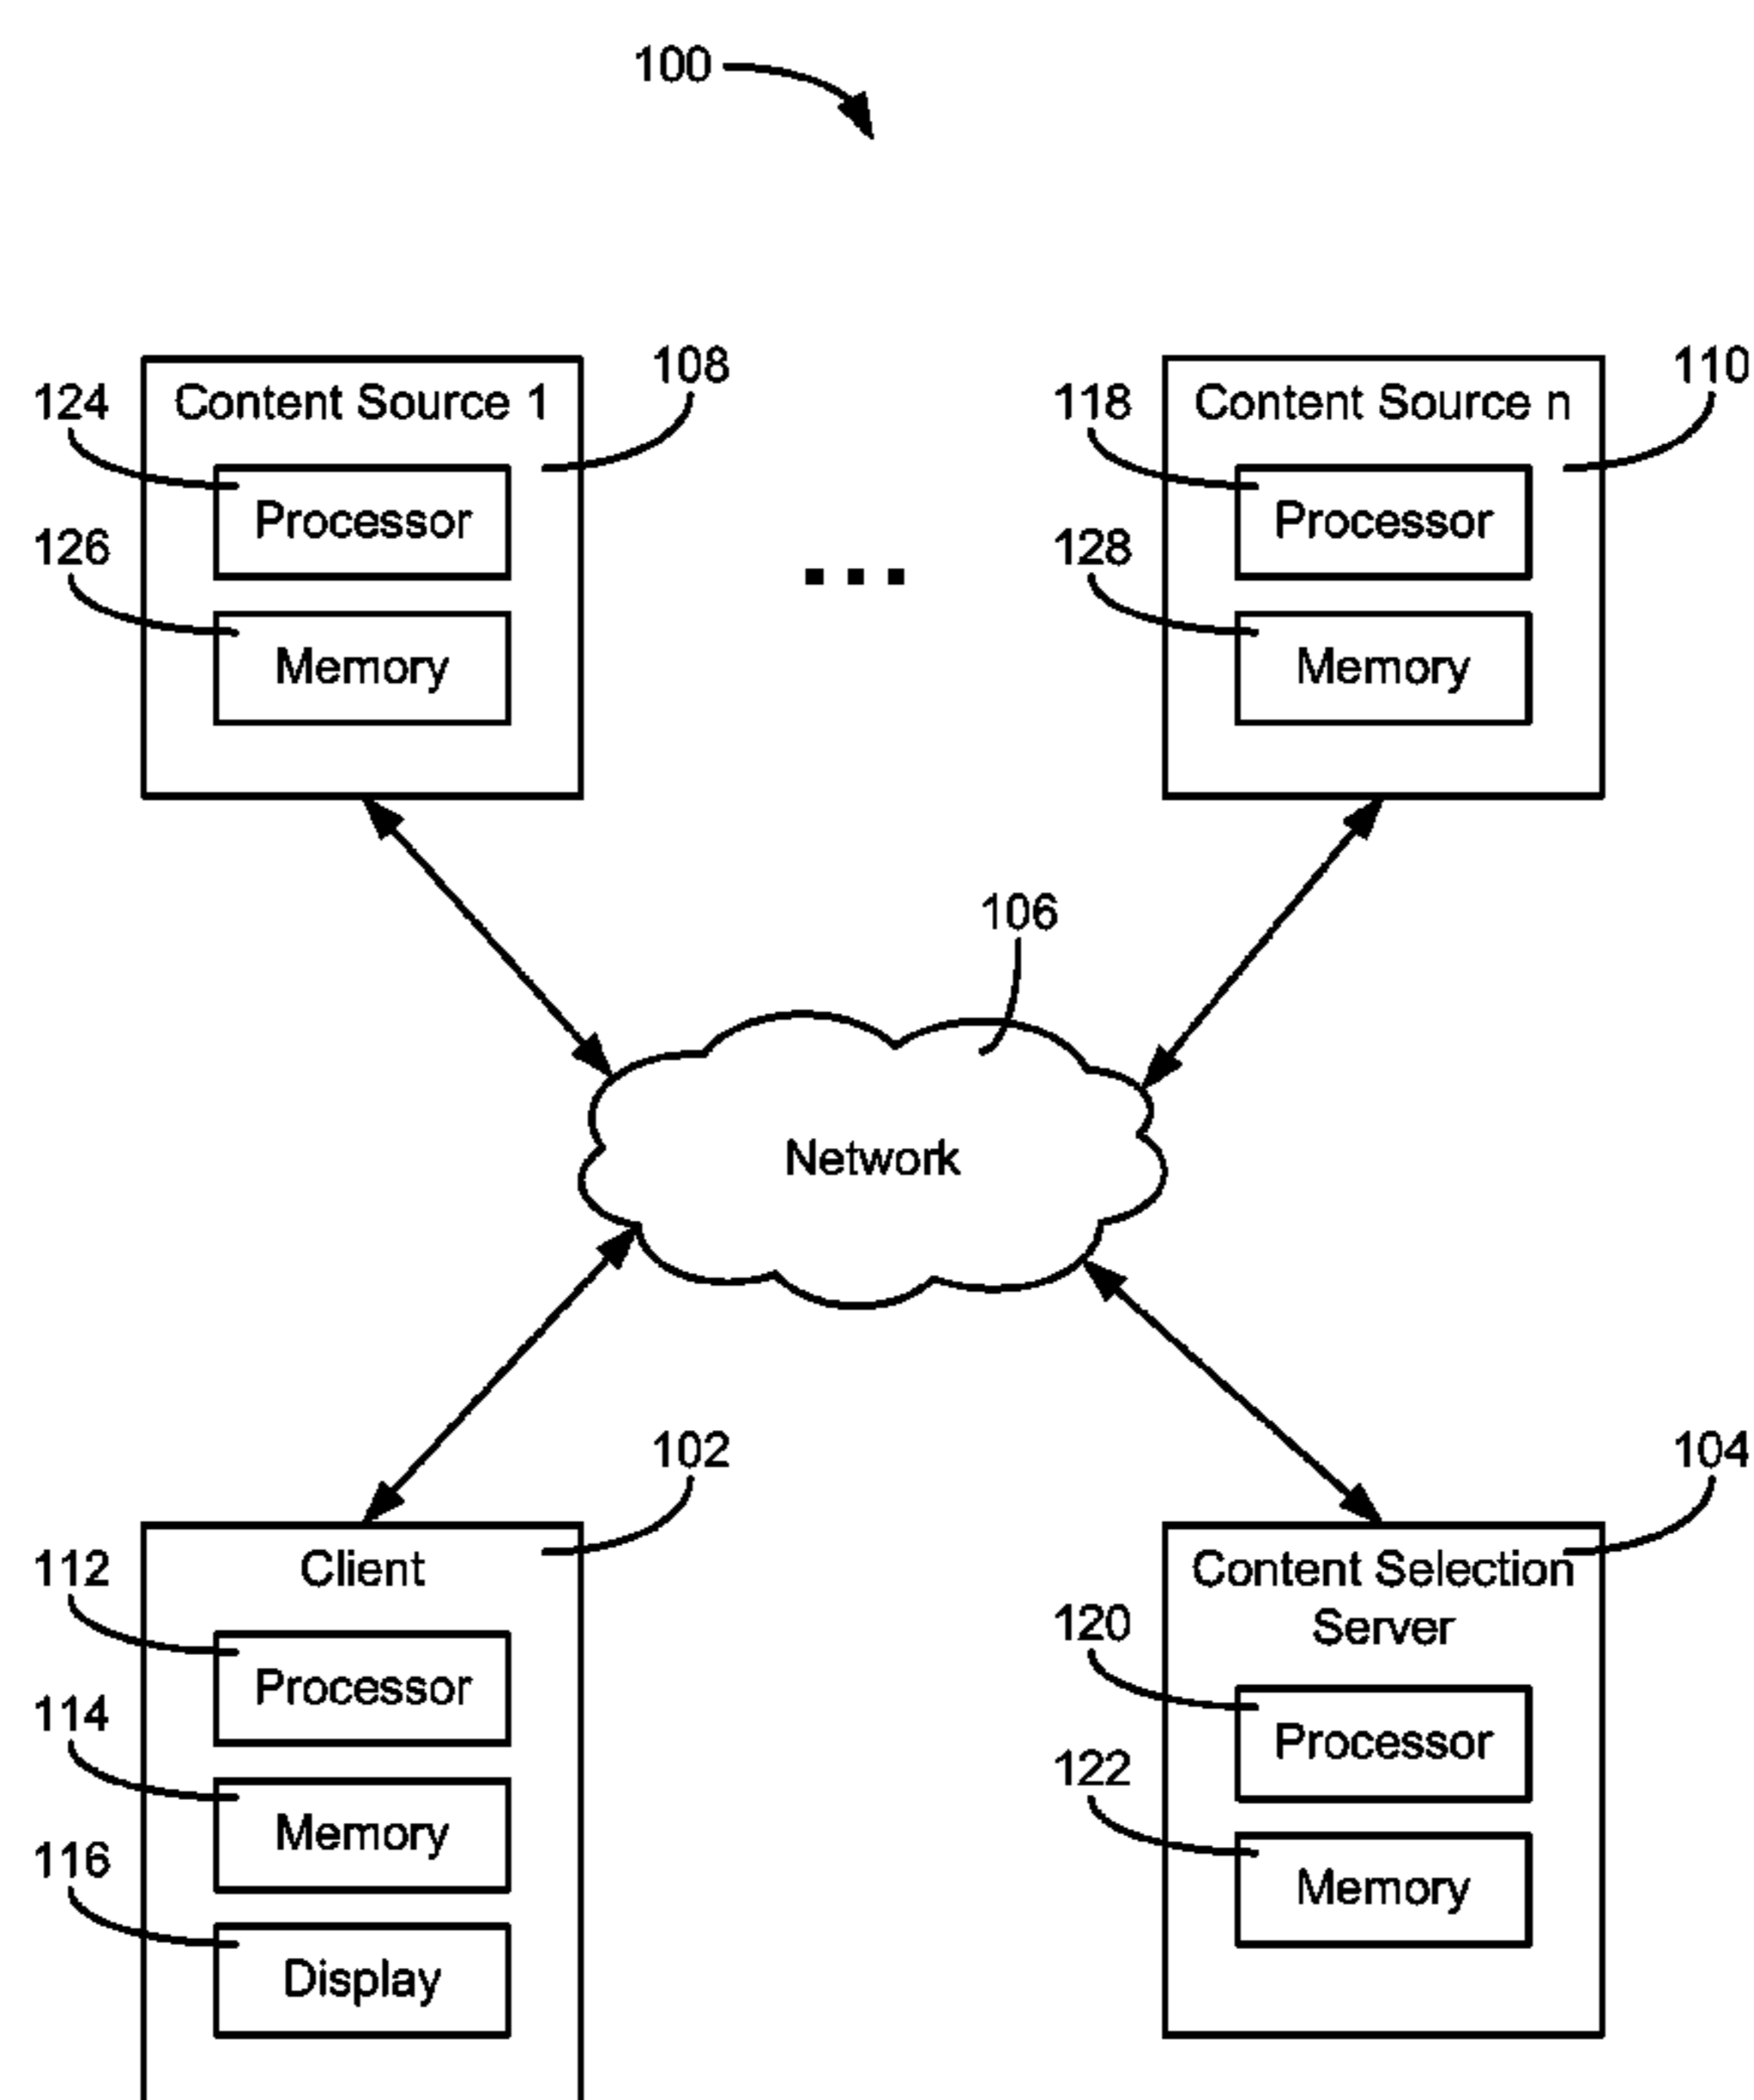 100
108
110
124
Content Source 1
118
Content Source n
Processor
Processor
126
128
Memory
Memory
106
Network
102
104
112
Client
Content Selection
Server
120
Processor
114
Processor
122
Memory
116
Memory
Display